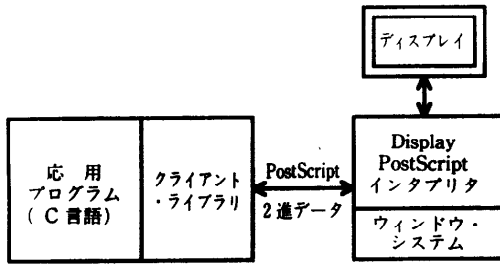 ディスプレイ
応用
プログラム
(C言語)
クライアント
・ライブラリ
PostScript
2進データ
Display
PostScript
インタプリタ
ウィンドウ・
システム